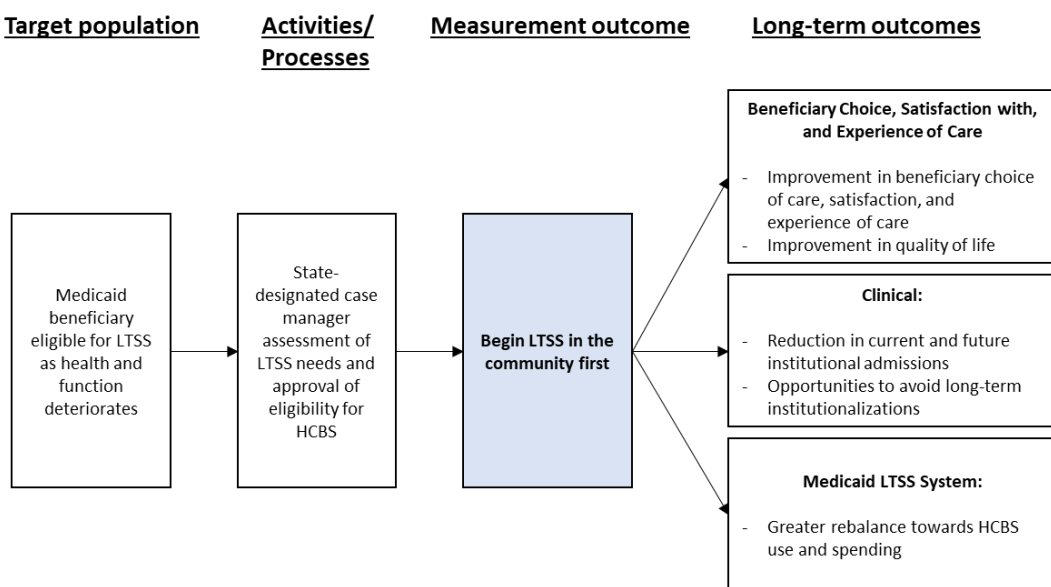 Target population
Activities/
Processes
Measurement outcome
Long-term outcomes
Medicaid
beneficiary
eligible for LTSS
as health and
function
deteriorates
State-
designated case
manager
assessment of
LTSS needs and
approval of
eligibility for
HCBS
Begin LTSS in the
community first
Beneficiary Choice, Satisfaction with,
and Experience of Care
- Improvement in beneficiary choice
of care, satisfaction, and
experience of care
- Improvement in quality of life
Clinical:
- Reduction in current and future
institutional admissions
- Opportunities to avoid long-term
institutionalizations
Medicaid LTSS System:
- Greater rebalance towards HCBS
use and spending